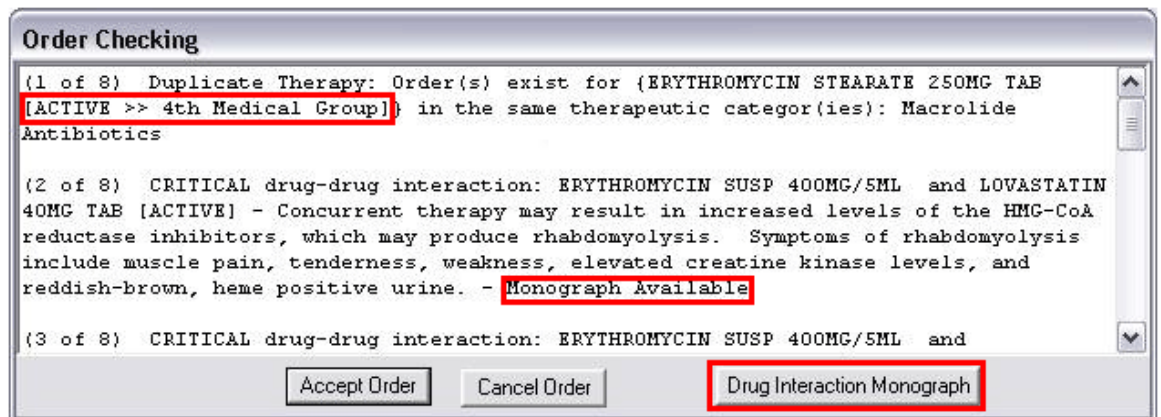 Order Checking
(1 of 8)  Duplicate Therapy: Order(s) exist for {ERYTHROMYCIN STEARATE 250MG TAB
[ACTIVE >> 4th Medical Group]} in the same therapeutic categor(ies): Macrolide
Antibiotics
(2 of 8)  CRITICAL drug-drug interaction: ERYTHROMYCIN SUSP 400MG/5ML  and LOVASTATIN
40MG TAB [ACTIVE] - Concurrent therapy may result in increased levels of the HMG-CoA
reductase inhibitors, which may produce rhabdomyolysis.  Symptoms of rhabdomyolysis
include muscle pain, tenderness, weakness, elevated creatine kinase levels, and
reddish-brown, heme positive urine. - Monograph Available
(3 of 8)  CRITICAL drug-drug interaction: ERYTHROMYCIN SUSP 400MG/5ML  and
Accept Order Cancel Order Drug Interaction Monograph